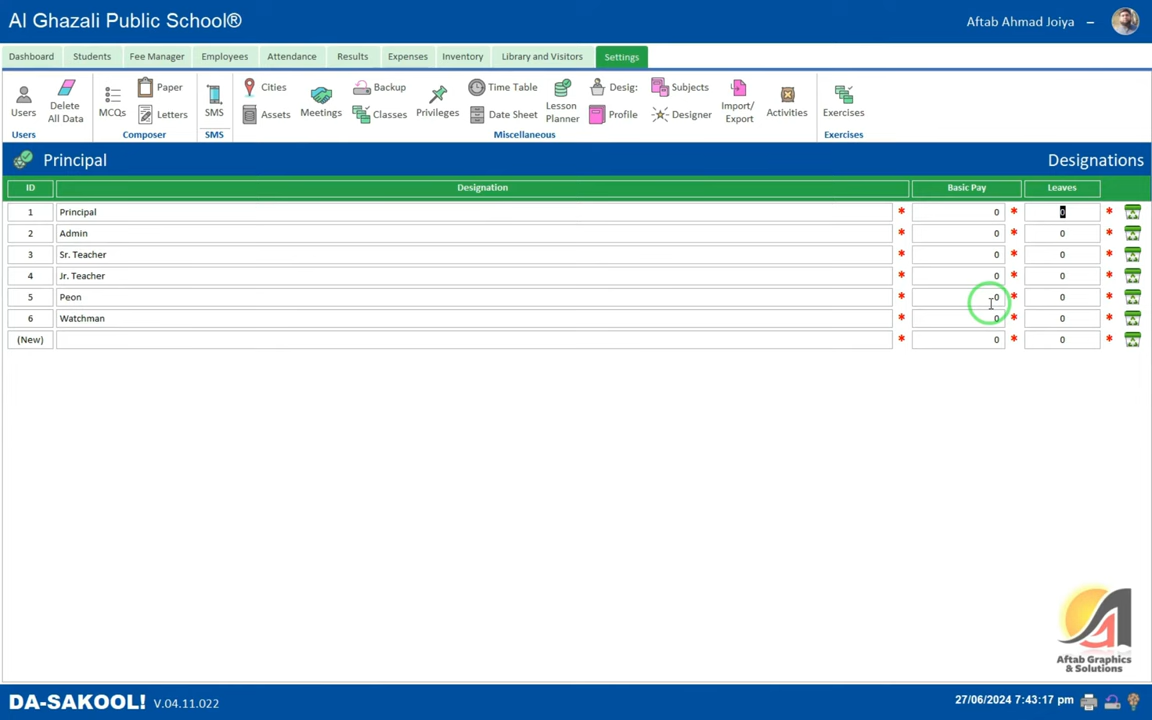 Al Ghazali Public School®
Aftab Ahmad Joiya –
Dashboard Students Fee Manager Employees Attendance Results Expenses Inventory Library and Visitors Settings
Users
Delete All Data
Users
MCQs
Paper
Letters
Composer
SMS
SMS
Cities
Assets
Meetings
Backup
Classes
Privileges
Time Table
Date Sheet
Lesson Planner
Desig:
Profile
Subjects
Designer
Import/Export
Activities
Miscellaneous
Exercises
Exercises
Principal
Designations
ID Designation Basic Pay Leaves
1 Principal * 0 * 0 *
2 Admin * 0 * 0 *
3 Sr. Teacher * 0 * 0 *
4 Jr. Teacher * 0 * 0 *
5 Peon * 0 * 0 *
6 Watchman * 0 * 0 *
(New) * 0 * 0 *
Aftab Graphics
& Solutions
DA-SAKOOL! V.04.11.022
27/06/2024 7:43:17 pm